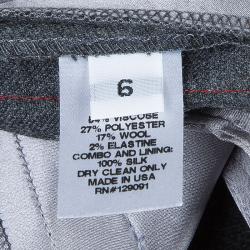 6
54% VISCOSE
27% POLYESTER
17% WOOL
2% ELASTINE
COMBO AND LINING:
100% SILK
DRY CLEAN ONLY
MADE IN USA
RN#129091